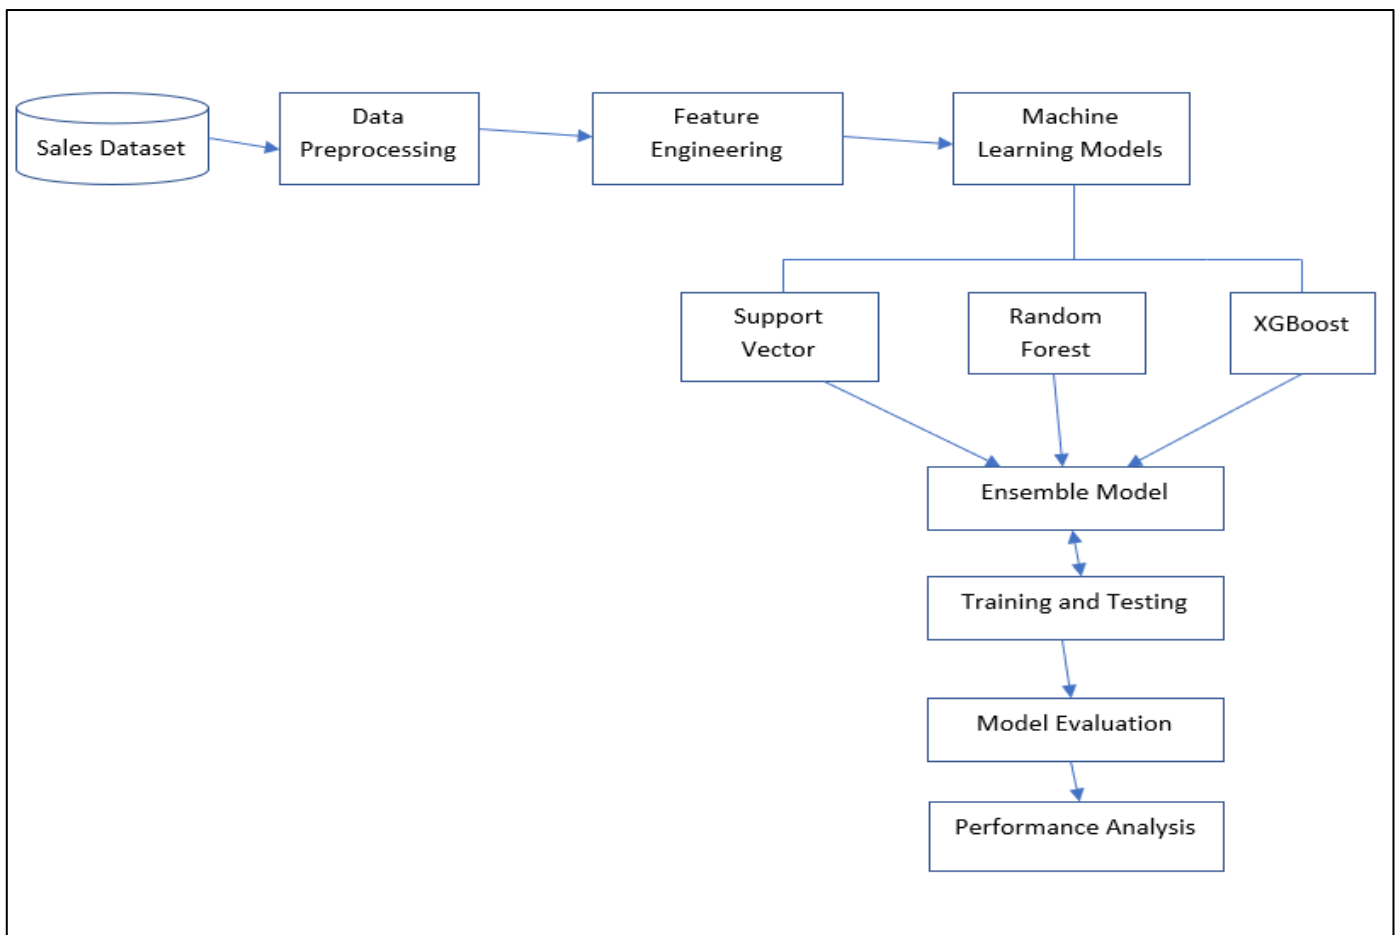 Sales Dataset
Data
Preprocessing
Feature
Engineering
Machine
Learning Models
Support
Vector
Random
Forest
XGBoost
Ensemble Model
Training and Testing
Model Evaluation
Performance Analysis